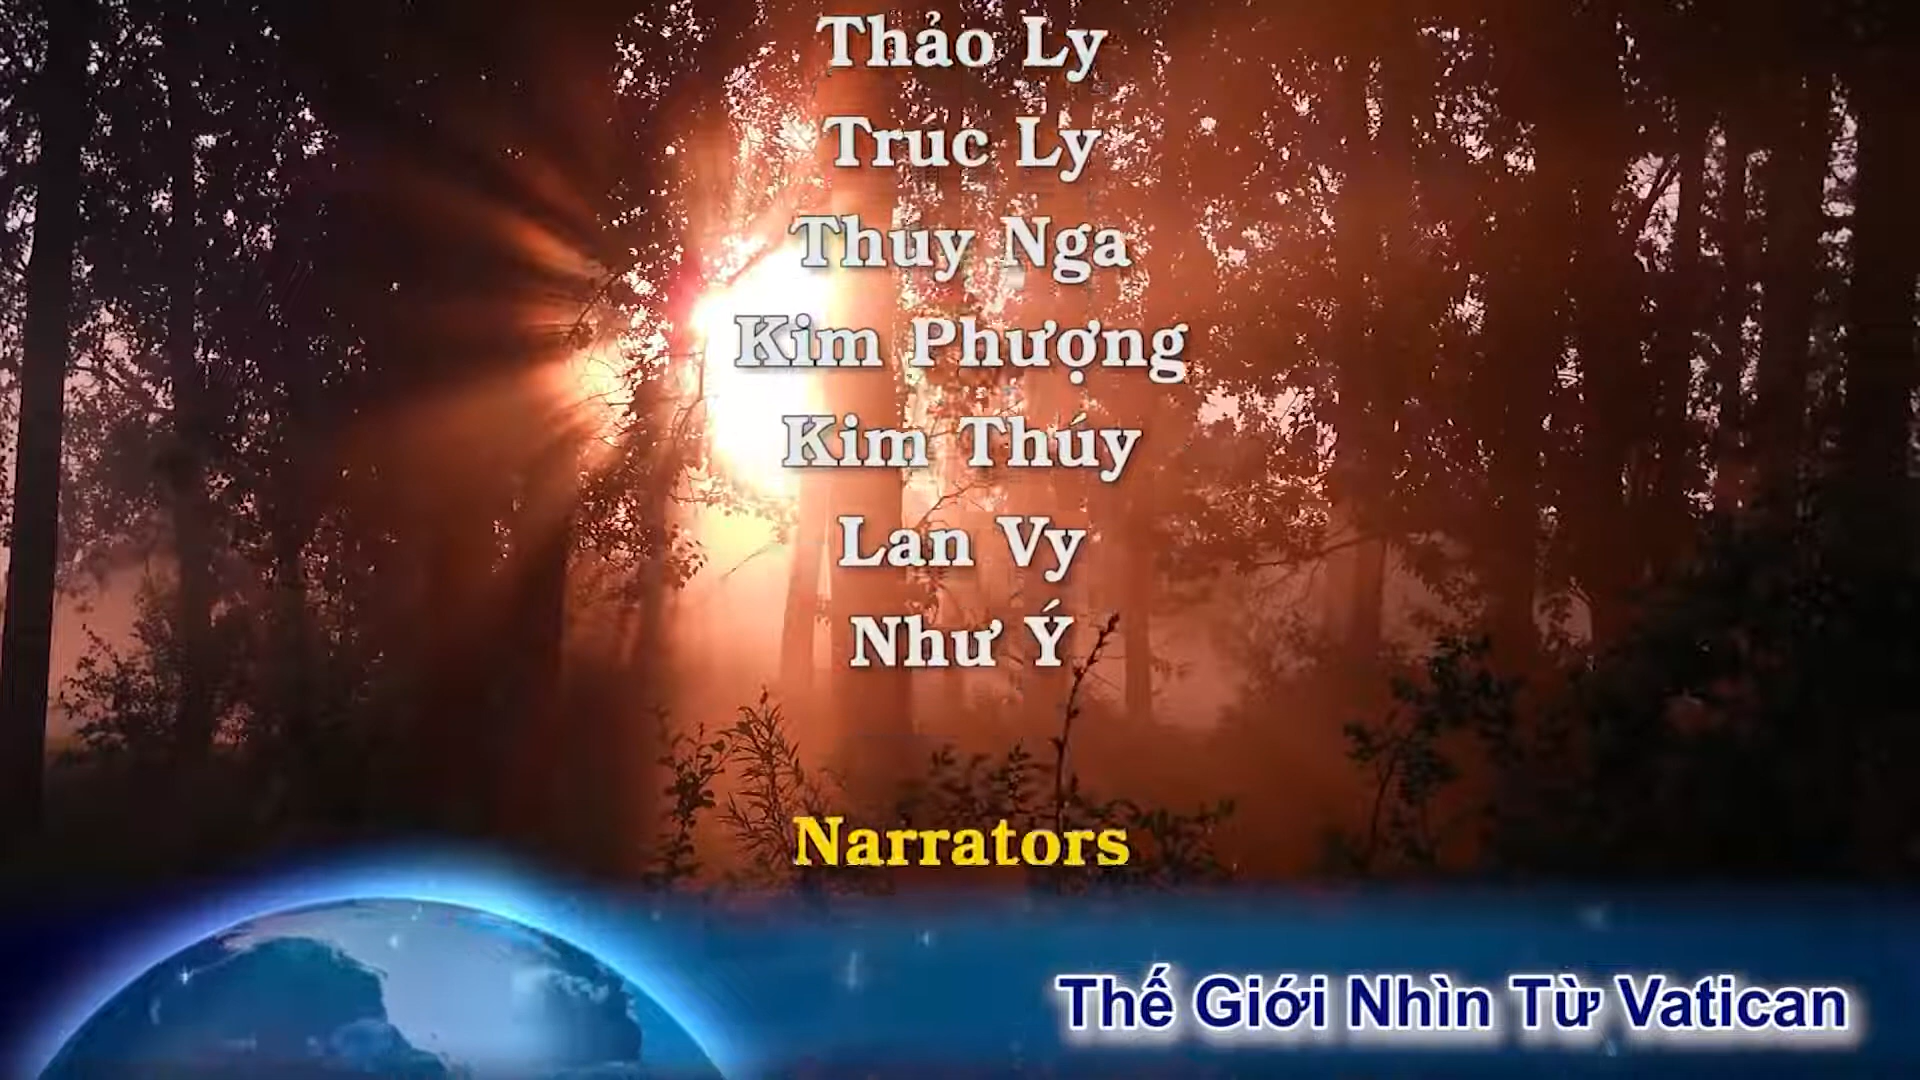 Thảo Ly
Trúc Ly
Thúy Nga
Kim Phượng
Kim Thúy
Lan Vy
Như Ý
Narrators
Thế Giới Nhìn Từ Vatican